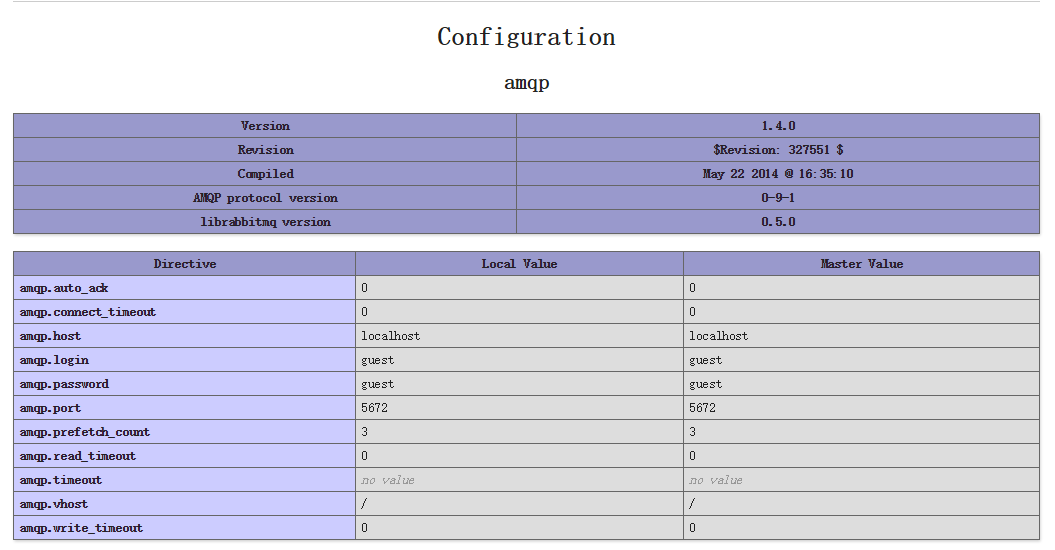 Configuration
amqp
Version 1.4.0
Revision $Revision: 327551 $
Compiled May 22 2014 @ 16:35:10
AMQP protocol version 0-9-1
librabbitmq version 0.5.0
Directive Local Value Master Value
amqp.auto_ack 0 0
amqp.connect_timeout 0 0
amqp.host localhost localhost
amqp.login guest guest
amqp.password guest guest
amqp.port 5672 5672
amqp.prefetch_count 3 3
amqp.read_timeout 0 0
amqp.timeout no value no value
amqp.vhost / /
amqp.write_timeout 0 0